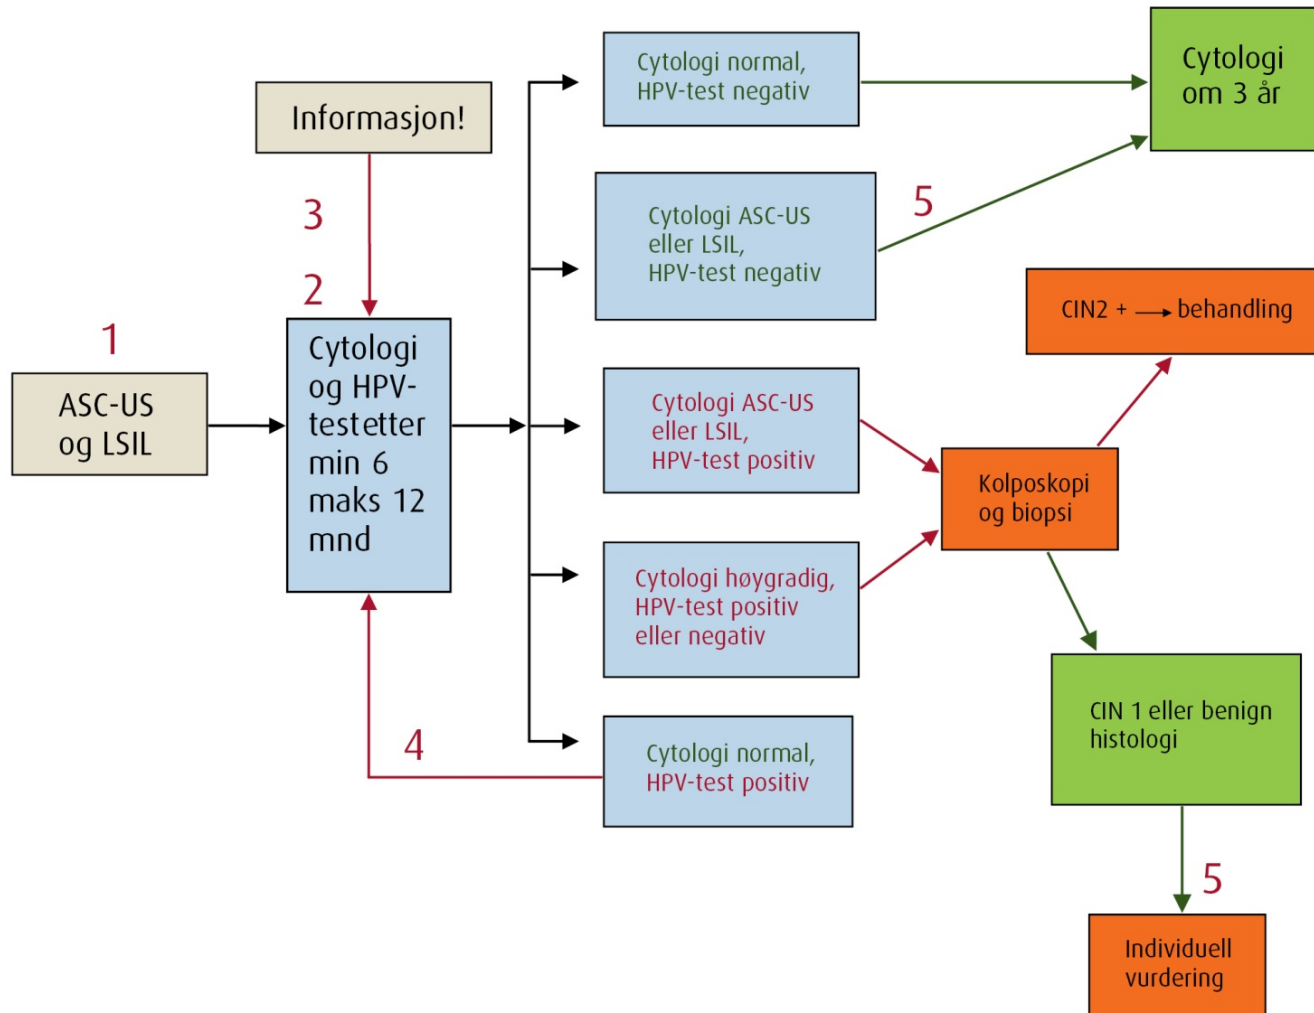 Cytologi normal,
HPV-test negativ
Cytologi
om 3 år
Informasjon!
3
2
Cytologi ASC-US
eller LSIL,
HPV-test negativ
5
1
ASC-US
og LSIL
Cytologi
og HPV-
testetter
min 6
maks 12
mnd
CIN2 + → behandling
Cytologi ASC-US
eller LSIL,
HPV-test positiv
Kolposkopi
og biopsi
Cytologi høygradig,
HPV-test positiv
eller negativ
4
Cytologi normal,
HPV-test positiv
CIN 1 eller benign
histologi
5
Individuell
vurdering